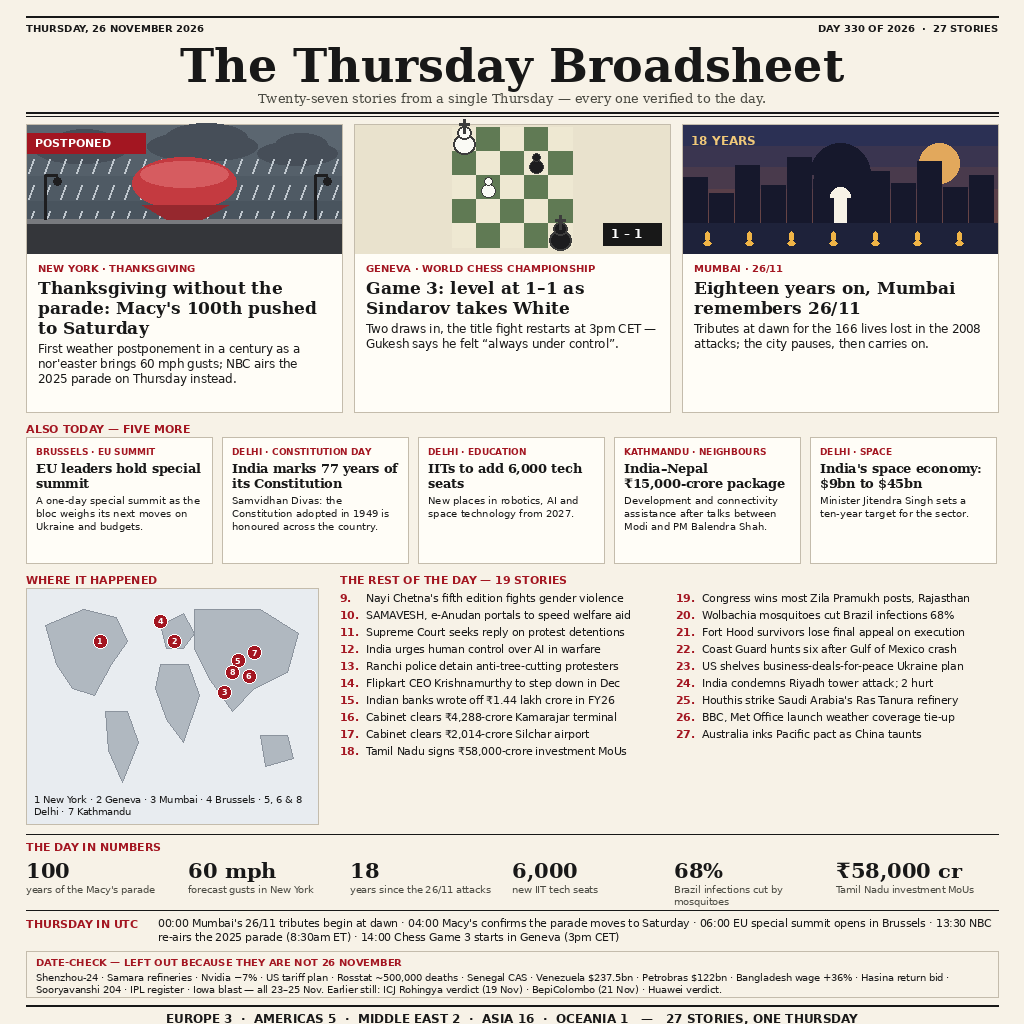 THURSDAY, 26 NOVEMBER 2026
DAY 330 OF 2026 · 27 STORIES
The Thursday Broadsheet
Twenty-seven stories from a single Thursday — every one verified to the day.
POSTPONED
NEW YORK · THANKSGIVING
Thanksgiving without the
parade: Macy's 100th pushed
to Saturday
First weather postponement in a century as a
nor'easter brings 60 mph gusts; NBC airs the
2025 parade on Thursday instead.
1 – 1
GENEVA · WORLD CHESS CHAMPIONSHIP
Game 3: level at 1–1 as
Sindarov takes White
Two draws in, the title fight restarts at 3pm CET —
Gukesh says he felt “always under control”.
18 YEARS
MUMBAI · 26/11
Eighteen years on, Mumbai
remembers 26/11
Tributes at dawn for the 166 lives lost in the 2008
attacks; the city pauses, then carries on.
ALSO TODAY — FIVE MORE
BRUSSELS · EU SUMMIT
EU leaders hold special
summit
A one-day special summit as the
bloc weighs its next moves on
Ukraine and budgets.
DELHI · CONSTITUTION DAY
India marks 77 years of
its Constitution
Samvidhan Divas: the
Constitution adopted in 1949 is
honoured across the country.
DELHI · EDUCATION
IITs to add 6,000 tech
seats
New places in robotics, AI and
space technology from 2027.
KATHMANDU · NEIGHBOURS
India–Nepal
₹15,000-crore package
Development and connectivity
assistance after talks between
Modi and PM Balendra Shah.
DELHI · SPACE
India's space economy:
$9bn to $45bn
Minister Jitendra Singh sets a
ten-year target for the sector.
WHERE IT HAPPENED
4
1
2
7
5
8
6
3
1 New York · 2 Geneva · 3 Mumbai · 4 Brussels · 5, 6 & 8
Delhi · 7 Kathmandu
THE REST OF THE DAY — 19 STORIES
9. Nayi Chetna's fifth edition fights gender violence
10. SAMAVESH, e-Anudan portals to speed welfare aid
11. Supreme Court seeks reply on protest detentions
12. India urges human control over AI in warfare
13. Ranchi police detain anti-tree-cutting protesters
14. Flipkart CEO Krishnamurthy to step down in Dec
15. Indian banks wrote off ₹1.44 lakh crore in FY26
16. Cabinet clears ₹4,288-crore Kamarajar terminal
17. Cabinet clears ₹2,014-crore Silchar airport
18. Tamil Nadu signs ₹58,000-crore investment MoUs
19. Congress wins most Zila Pramukh posts, Rajasthan
20. Wolbachia mosquitoes cut Brazil infections 68%
21. Fort Hood survivors lose final appeal on execution
22. Coast Guard hunts six after Gulf of Mexico crash
23. US shelves business-deals-for-peace Ukraine plan
24. India condemns Riyadh tower attack; 2 hurt
25. Houthis strike Saudi Arabia's Ras Tanura refinery
26. BBC, Met Office launch weather coverage tie-up
27. Australia inks Pacific pact as China taunts
THE DAY IN NUMBERS
100
years of the Macy's parade
60 mph
forecast gusts in New York
18
years since the 26/11 attacks
6,000
new IIT tech seats
68%
Brazil infections cut by
mosquitoes
₹58,000 cr
Tamil Nadu investment MoUs
THURSDAY IN UTC
00:00 Mumbai's 26/11 tributes begin at dawn · 04:00 Macy's confirms the parade moves to Saturday · 06:00 EU special summit opens in Brussels · 13:30 NBC
re-airs the 2025 parade (8:30am ET) · 14:00 Chess Game 3 starts in Geneva (3pm CET)
DATE-CHECK — LEFT OUT BECAUSE THEY ARE NOT 26 NOVEMBER
Shenzhou-24 · Samara refineries · Nvidia −7% · US tariff plan · Rosstat ~500,000 deaths · Senegal CAS · Venezuela $237.5bn · Petrobras $122bn · Bangladesh wage +36% · Hasina return bid ·
Sooryavanshi 204 · IPL register · Iowa blast — all 23–25 Nov. Earlier still: ICJ Rohingya verdict (19 Nov) · BepiColombo (21 Nov) · Huawei verdict.
EUROPE 3 · AMERICAS 5 · MIDDLE EAST 2 · ASIA 16 · OCEANIA 1 — 27 STORIES, ONE THURSDAY